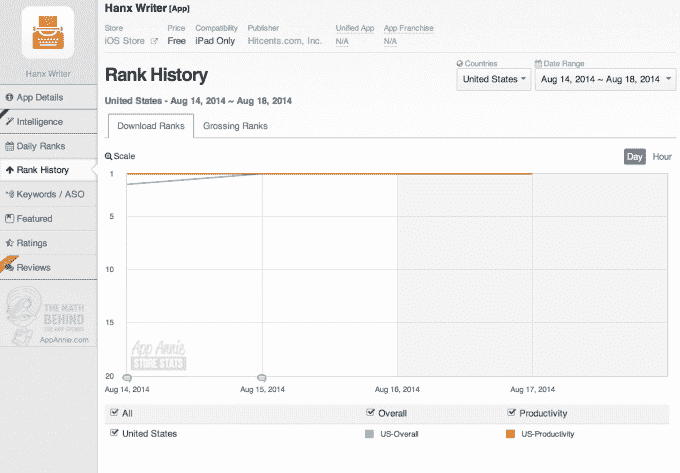 Hanx Writer [App]
Store Price Compatibility Publisher Unified App App Franchise
iOS Store Free iPad Only Hitcents.com, Inc. N/A N/A
Hanx Writer
App Details
Intelligence
Daily Ranks
Rank History
Keywords / ASO
Featured
Ratings
Reviews
THE MATH
BEHIND
THE APP STORES
AppAnnie.com
Rank History
Countries Date Range
United States Aug 14, 2014 ~ Aug 18, 2014
United States - Aug 14, 2014 ~ Aug 18, 2014
Download Ranks Grossing Ranks
Scale Day Hour
1
5
10
15
20
App Annie
STORE STATS
Aug 14, 2014 Aug 15, 2014 Aug 16, 2014 Aug 17, 2014
All Overall Productivity
United States US-Overall US-Productivity